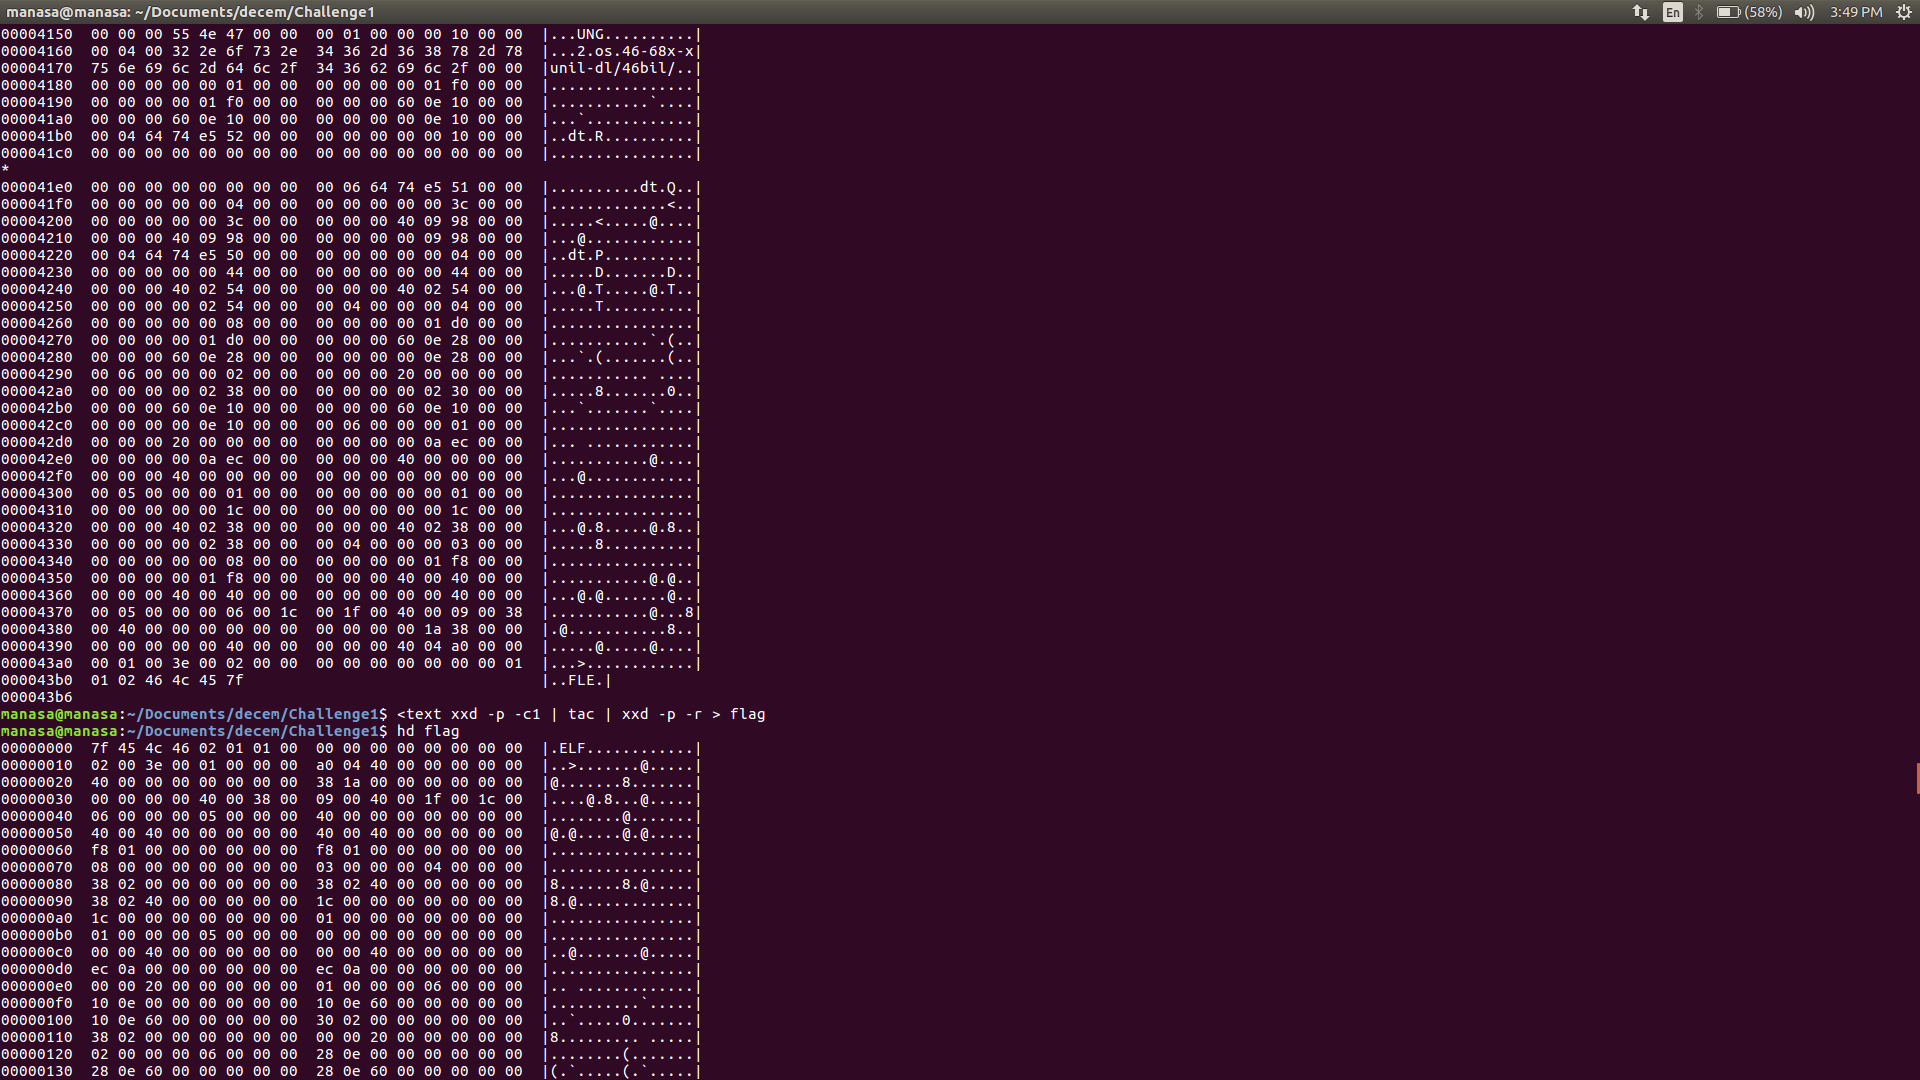 manasa@manasa: ~/Documents/decem/Challenge1 En (58%) 3:49 PM
00004150  00 00 00 55 4e 47 00 00  00 01 00 00 00 10 00 00  |...UNG..........|
00004160  00 04 00 32 2e 6f 73 2e  34 36 2d 36 38 78 2d 78  |...2.os.46-68x-x|
00004170  75 6e 69 6c 2d 64 6c 2f  34 36 62 69 6c 2f 00 00  |unil-dl/46bil/..|
00004180  00 00 00 00 00 01 00 00  00 00 00 00 01 f0 00 00  |................|
00004190  00 00 00 00 01 f0 00 00  00 00 00 60 0e 10 00 00  |...........`....|
000041a0  00 00 00 60 0e 10 00 00  00 00 00 00 0e 10 00 00  |...`............|
000041b0  00 04 64 74 e5 52 00 00  00 00 00 00 00 10 00 00  |..dt.R..........|
000041c0  00 00 00 00 00 00 00 00  00 00 00 00 00 00 00 00  |................|
*
000041e0  00 00 00 00 00 00 00 00  00 06 64 74 e5 51 00 00  |..........dt.Q..|
000041f0  00 00 00 00 00 04 00 00  00 00 00 00 00 3c 00 00  |.............<..|
00004200  00 00 00 00 00 3c 00 00  00 00 00 40 09 98 00 00  |.....<.....@....|
00004210  00 00 00 40 09 98 00 00  00 00 00 00 09 98 00 00  |...@............|
00004220  00 04 64 74 e5 50 00 00  00 00 00 00 00 04 00 00  |..dt.P..........|
00004230  00 00 00 00 00 44 00 00  00 00 00 00 00 44 00 00  |.....D.......D..|
00004240  00 00 00 40 02 54 00 00  00 00 00 40 02 54 00 00  |...@.T.....@.T..|
00004250  00 00 00 00 02 54 00 00  00 04 00 00 00 04 00 00  |.....T..........|
00004260  00 00 00 00 00 08 00 00  00 00 00 00 01 d0 00 00  |................|
00004270  00 00 00 00 01 d0 00 00  00 00 00 60 0e 28 00 00  |...........`.(..|
00004280  00 00 00 60 0e 28 00 00  00 00 00 00 0e 28 00 00  |...`.(.......(..|
00004290  00 06 00 00 00 02 00 00  00 00 00 20 00 00 00 00  |........... ....|
000042a0  00 00 00 00 02 38 00 00  00 00 00 00 02 30 00 00  |.....8.......0..|
000042b0  00 00 00 60 0e 10 00 00  00 00 00 60 0e 10 00 00  |...`.......`....|
000042c0  00 00 00 00 0e 10 00 00  00 06 00 00 00 01 00 00  |................|
000042d0  00 00 00 20 00 00 00 00  00 00 00 00 0a ec 00 00  |... ............|
000042e0  00 00 00 00 0a ec 00 00  00 00 00 40 00 00 00 00  |...........@....|
000042f0  00 00 00 40 00 00 00 00  00 00 00 00 00 00 00 00  |...@............|
00004300  00 05 00 00 00 01 00 00  00 00 00 00 00 01 00 00  |................|
00004310  00 00 00 00 00 1c 00 00  00 00 00 00 00 1c 00 00  |................|
00004320  00 00 00 40 02 38 00 00  00 00 00 40 02 38 00 00  |...@.8.....@.8..|
00004330  00 00 00 00 02 38 00 00  00 04 00 00 00 03 00 00  |.....8..........|
00004340  00 00 00 00 00 08 00 00  00 00 00 00 01 f8 00 00  |................|
00004350  00 00 00 00 01 f8 00 00  00 00 00 40 00 40 00 00  |...........@.@..|
00004360  00 00 00 40 00 40 00 00  00 00 00 00 00 40 00 00  |...@.@.......@..|
00004370  00 05 00 00 00 06 00 1c  00 1f 00 40 00 09 00 38  |...........@...8|
00004380  00 40 00 00 00 00 00 00  00 00 00 00 1a 38 00 00  |.@...........8..|
00004390  00 00 00 00 00 40 00 00  00 00 00 40 04 a0 00 00  |.....@.....@....|
000043a0  00 01 00 3e 00 02 00 00  00 00 00 00 00 00 00 01  |...>............|
000043b0  01 02 46 4c 45 7f                                 |..FLE.|
000043b6
manasa@manasa:~/Documents/decem/Challenge1$ <text xxd -p -c1 | tac | xxd -p -r > flag
manasa@manasa:~/Documents/decem/Challenge1$ hd flag
00000000  7f 45 4c 46 02 01 01 00  00 00 00 00 00 00 00 00  |.ELF............|
00000010  02 00 3e 00 01 00 00 00  a0 04 40 00 00 00 00 00  |..>.......@.....|
00000020  40 00 00 00 00 00 00 00  38 1a 00 00 00 00 00 00  |@.......8.......|
00000030  00 00 00 00 40 00 38 00  09 00 40 00 1f 00 1c 00  |....@.8...@.....|
00000040  06 00 00 00 05 00 00 00  40 00 00 00 00 00 00 00  |........@.......|
00000050  40 00 40 00 00 00 00 00  40 00 40 00 00 00 00 00  |@.@.....@.@.....|
00000060  f8 01 00 00 00 00 00 00  f8 01 00 00 00 00 00 00  |................|
00000070  08 00 00 00 00 00 00 00  03 00 00 00 04 00 00 00  |................|
00000080  38 02 00 00 00 00 00 00  38 02 40 00 00 00 00 00  |8.......8.@.....|
00000090  38 02 40 00 00 00 00 00  1c 00 00 00 00 00 00 00  |8.@.............|
000000a0  1c 00 00 00 00 00 00 00  01 00 00 00 00 00 00 00  |................|
000000b0  01 00 00 00 05 00 00 00  00 00 00 00 00 00 00 00  |................|
000000c0  00 00 40 00 00 00 00 00  00 00 40 00 00 00 00 00  |..@.......@.....|
000000d0  ec 0a 00 00 00 00 00 00  ec 0a 00 00 00 00 00 00  |................|
000000e0  00 00 20 00 00 00 00 00  01 00 00 00 06 00 00 00  |.. .............|
000000f0  10 0e 00 00 00 00 00 00  10 0e 60 00 00 00 00 00  |..........`.....|
00000100  10 0e 60 00 00 00 00 00  30 02 00 00 00 00 00 00  |..`.....0.......|
00000110  38 02 00 00 00 00 00 00  00 00 20 00 00 00 00 00  |8......... .....|
00000120  02 00 00 00 06 00 00 00  28 0e 00 00 00 00 00 00  |........(.......|
00000130  28 0e 60 00 00 00 00 00  28 0e 60 00 00 00 00 00  |(.`.....(.`.....|